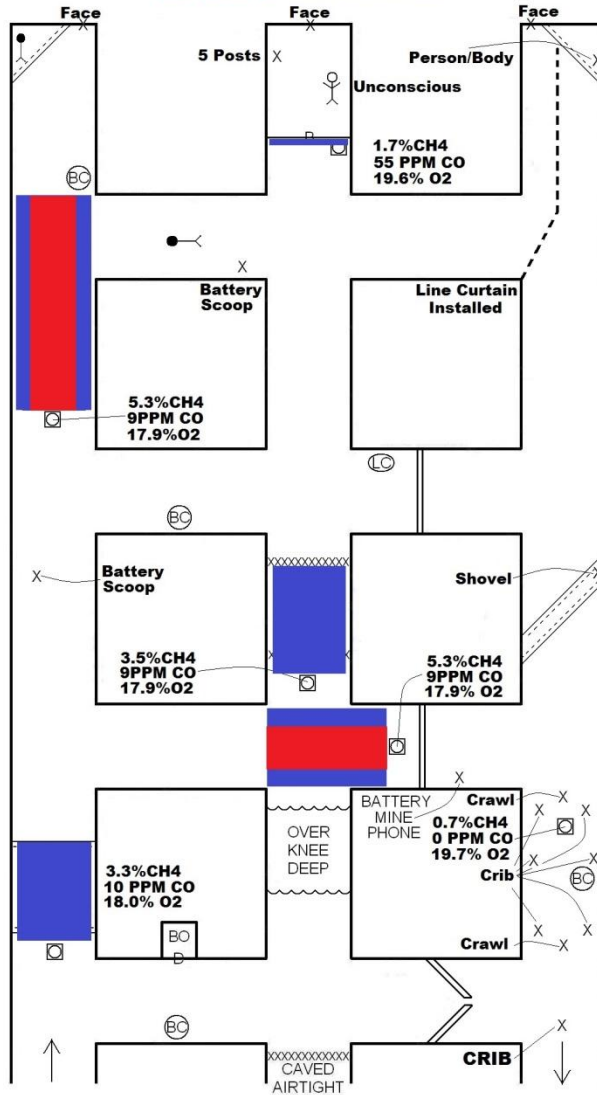 Face
Face
Face
X
X
X
5 Posts X
Person/Body
X
Unconscious
1.7%CH4
55 PPM CO
19.6% O2
BC
X
Battery
Scoop
Line Curtain
Installed
5.3%CH4
9PPM CO
17.9%O2
LC
BC
XXXXXXXXXXX
X
Battery
Scoop
Shovel
X
3.5%CH4
9PPM CO
17.9%O2
5.3%CH4
9PPM CO
17.9% O2
X
BATTERY
MINE
PHONE
OVER
KNEE
DEEP
Crawl X
X
X
0.7%CH4
0 PPM CO
19.7% O2
X
X
Crib
BC
X
X
Crawl X
3.3%CH4
10 PPM CO
18.0% O2
BO
D
BC
XXXXXXXXXXX
CAVED
AIRTIGHT
X
CRIB